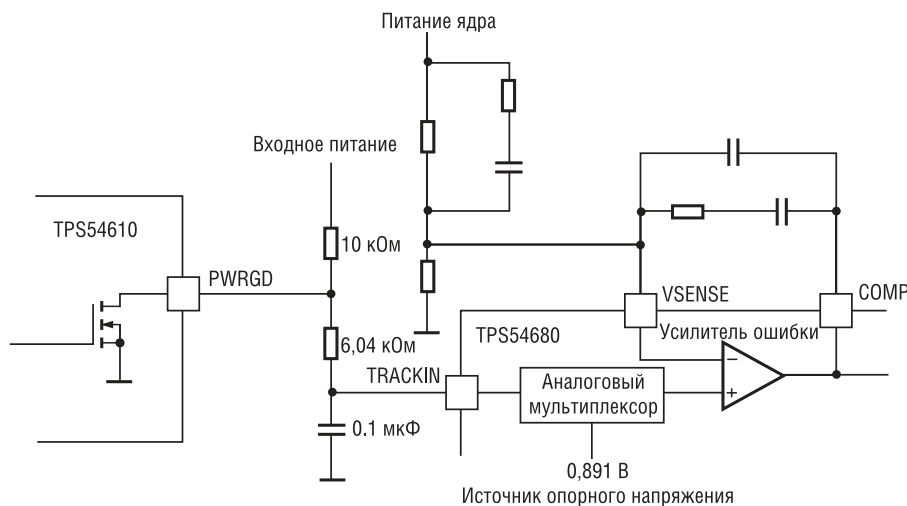 Питание ядра
Входное питание
TPS54610
10 кОм
PWRGD
VSENSE
COMP
6,04 кОм
TPS54680
Усилитель ошибки
TRACKIN
Аналоговый
мультиплексор
−
+
0.1 мкФ
0,891 В
Источник опорного напряжения